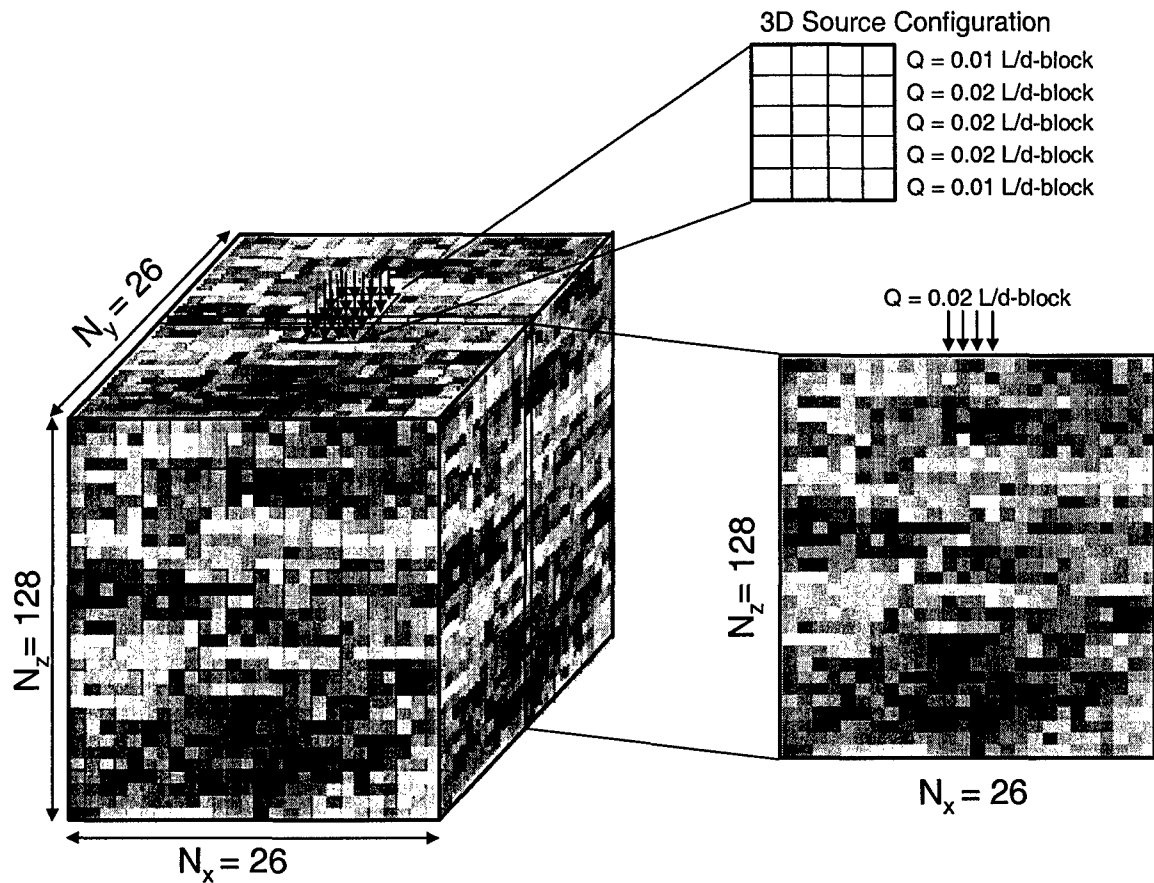 3D Source Configuration
Q = 0.01 L/d-block
Q = 0.02 L/d-block
Q = 0.02 L/d-block
Q = 0.02 L/d-block
Q = 0.01 L/d-block
N_y = 26
Q = 0.02 L/d-block
N_z = 128
N_z = 128
N_x = 26
N_x = 26